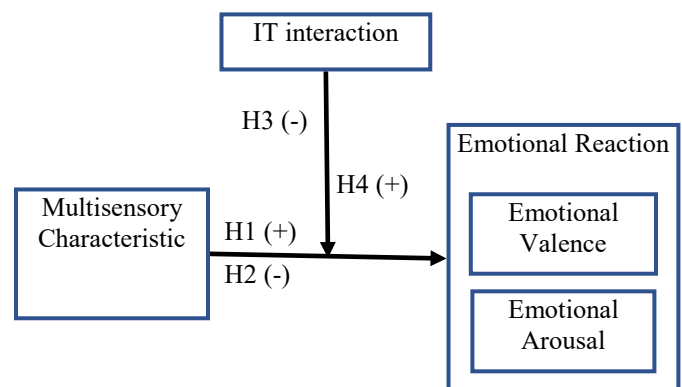 IT interaction
H3 (-)
Emotional Reaction
H4 (+)
Multisensory
Characteristic
Emotional
Valence
H1 (+)
H2 (-)
Emotional
Arousal